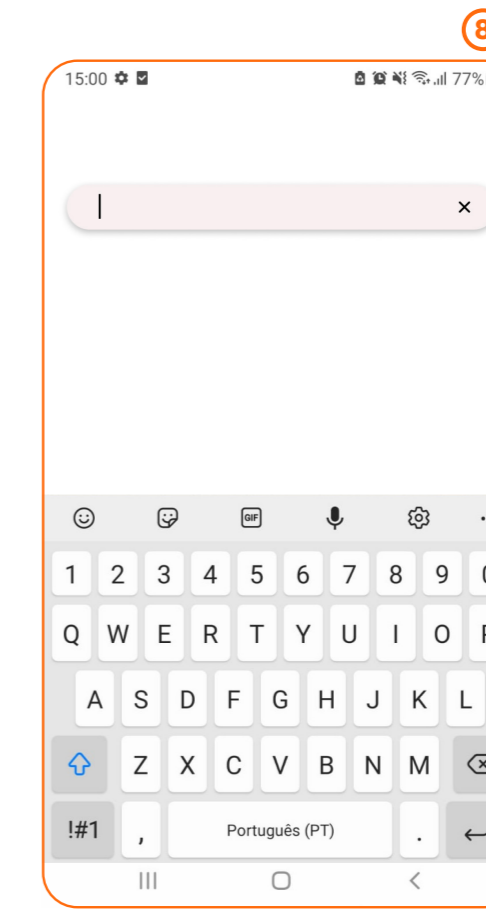 8
15:00 77%
×
GIF
1 2 3 4 5 6 7 8 9
Q W E R T Y U I O
A S D F G H J K L
Z X C V B N M
!#1 , Português (PT) .